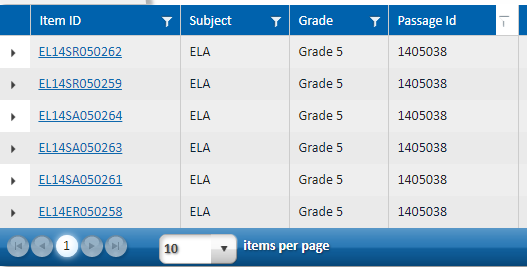 Item ID Subject Grade Passage Id
EL14SR050262 ELA Grade 5 1405038
EL14SR050259 ELA Grade 5 1405038
EL14SA050264 ELA Grade 5 1405038
EL14SA050263 ELA Grade 5 1405038
EL14SA050261 ELA Grade 5 1405038
EL14ER050258 ELA Grade 5 1405038
1 10 items per page